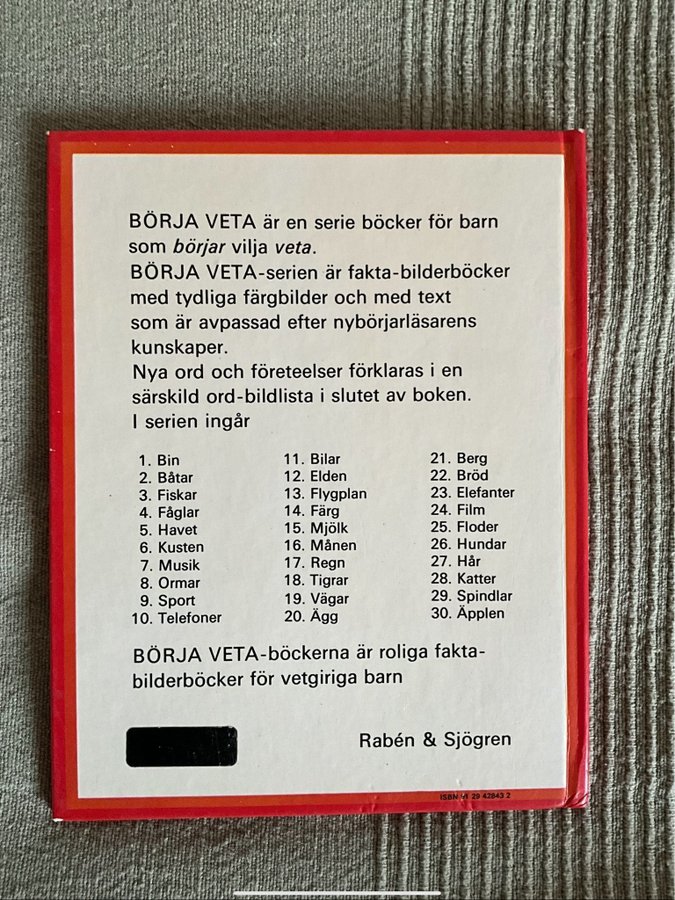 BÖRJA VETA är en serie böcker för barn
som börjar vilja veta.
BÖRJA VETA-serien är fakta-bilderböcker
med tydliga färgbilder och med text
som är avpassad efter nybörjarläsarens
kunskaper.
Nya ord och företeelser förklaras i en
särskild ord-bildlista i slutet av boken.
I serien ingår
1. Bin
2. Båtar
3. Fiskar
4. Fåglar
5. Havet
6. Kusten
7. Musik
8. Ormar
9. Sport
10. Telefoner
11. Bilar
12. Elden
13. Flygplan
14. Färg
15. Mjölk
16. Månen
17. Regn
18. Tigrar
19. Vägar
20. Ägg
21. Berg
22. Bröd
23. Elefanter
24. Film
25. Floder
26. Hundar
27. Hår
28. Katter
29. Spindlar
30. Äpplen
BÖRJA VETA-böckerna är roliga fakta-
bilderböcker för vetgiriga barn
Rabén & Sjögren
ISBN 91 29 42843 2